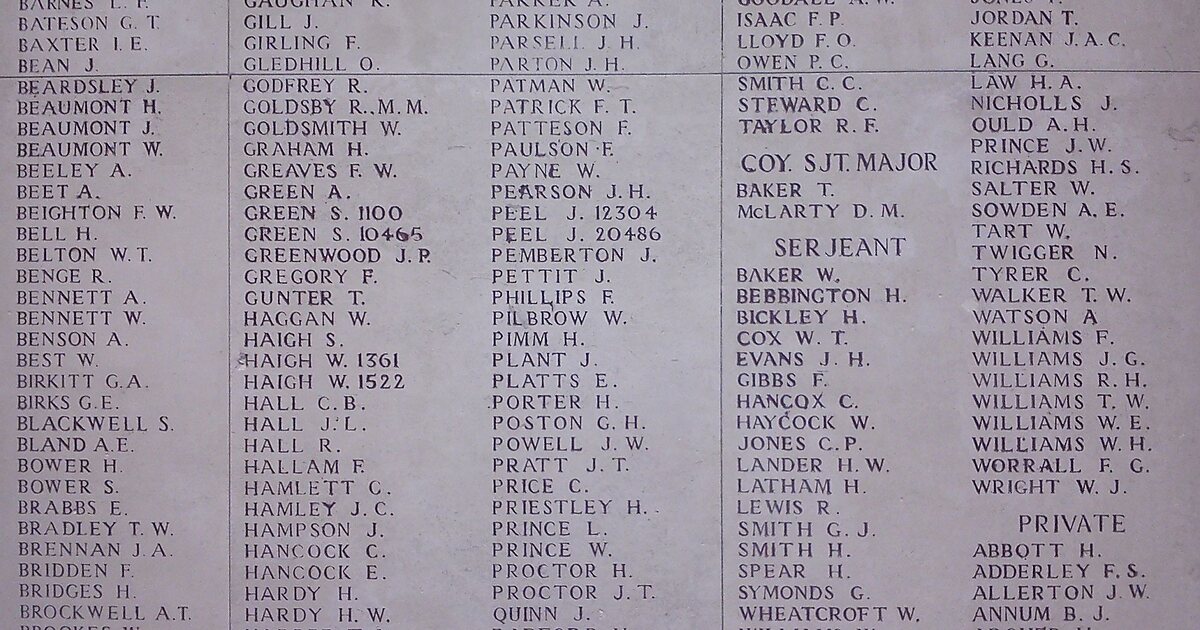 BARNES L. F.
BATESON G. T.
BAXTER I. E.
BEAN J.
BEARDSLEY J.
BEAUMONT H.
BEAUMONT J.
BEAUMONT W.
BEELEY A.
BEET A.
BEIGHTON F. W.
BELL H.
BELTON W. T.
BENGE R.
BENNETT A.
BENNETT W.
BENSON A.
BEST W.
BIRKITT G. A.
BIRKS G. E.
BLACKWELL S.
BLAND A. E.
BOWER H.
BOWER S.
BRABBS E.
BRADLEY T. W.
BRENNAN J. A.
BRIDDEN F.
BRIDGES H.
BROCKWELL A. T.
GAUGHAN R.
GILL J.
GIRLING F.
GLEDHILL O.
GODFREY R.
GOLDSBY R. M. M.
GOLDSMITH W.
GRAHAM H.
GREAVES F. W.
GREEN A.
GREEN S. 1100
GREEN S. 10465
GREENWOOD J. P.
GREGORY F.
GUNTER T.
HAGGAN W.
HAIGH S.
HAIGH W. 1361
HAIGH W. 1522
HALL C. B.
HALL J. L.
HALL R.
HALLAM F.
HAMLETT C.
HAMLEY J. C.
HAMPSON J.
HANCOCK C.
HANCOCK E.
HARDY H.
HARDY H. W.
PARKER A.
PARKINSON J.
PARSELL J. H.
PARTON J. H.
PATMAN W.
PATRICK F. T.
PATTESON F.
PAULSON F.
PAYNE W.
PEARSON J. H.
PEEL J. 12304
PEEL J. 20486
PEMBERTON J.
PETTIT J.
PHILLIPS F.
PILBROW W.
PIMM H.
PLANT J.
PLATTS E.
PORTER H.
POSTON G. H.
POWELL J. W.
PRATT J. T.
PRICE C.
PRIESTLEY H.
PRINCE L.
PRINCE W.
PROCTOR H.
PROCTOR J. T.
QUINN J.
GOODALL A. W.
ISAAC F. P.
LLOYD F. O.
OWEN P. C.
SMITH C. C.
STEWARD C.
TAYLOR R. F.
COY. SJT. MAJOR
BAKER T.
McLARTY D. M.
SERJEANT
BAKER W.
BEBBINGTON H.
BICKLEY H.
COX W. T.
EVANS J. H.
GIBBS F.
HANCOX C.
HAYCOCK W.
JONES C. P.
LANDER H. W.
LATHAM H.
LEWIS R.
SMITH G. J.
SMITH H.
SPEAR H.
SYMONDS G.
WHEATCROFT W.
JONES
JORDAN T.
KEENAN J. A. C.
LANG G.
LAW H. A.
NICHOLLS J.
OULD A. H.
PRINCE J. W.
RICHARDS H. S.
SALTER W.
SOWDEN A. E.
TART W.
TWIGGER N.
TYRER C.
WALKER T. W.
WATSON A
WILLIAMS F.
WILLIAMS J. G.
WILLIAMS R. H.
WILLIAMS T. W.
WILLIAMS W. E.
WILLIAMS W. H.
WORRALL F. G.
WRIGHT W. J.
PRIVATE
ABBOTT H.
ADDERLEY F. S.
ALLERTON J. W.
ANNUM B. J.